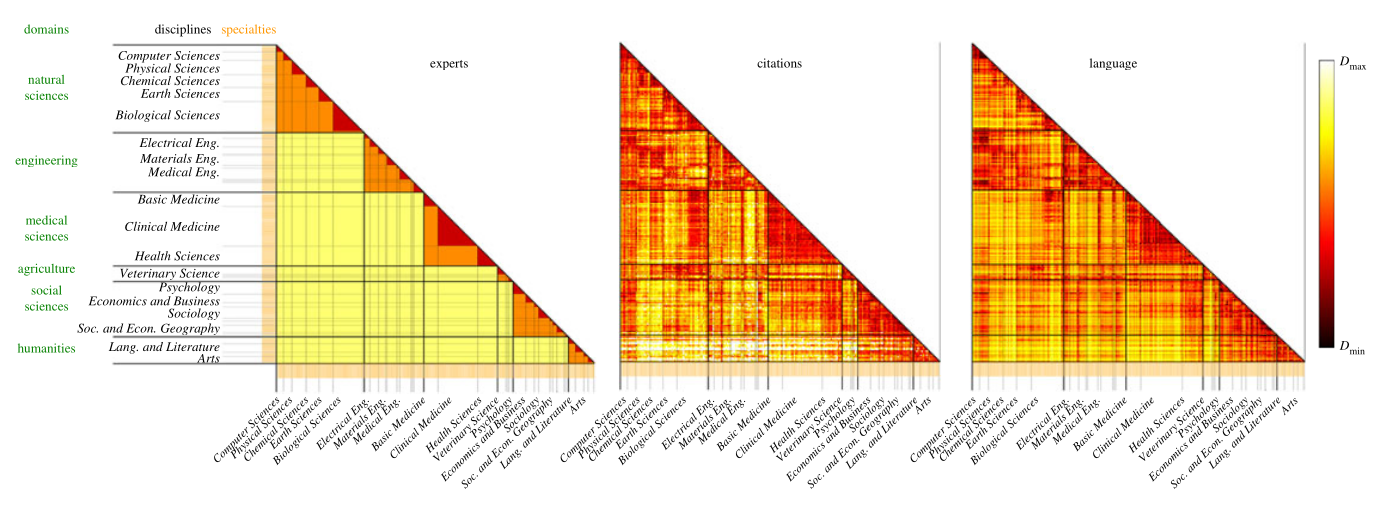 domains
disciplines specialties
natural
sciences
engineering
medical
sciences
agriculture
social
sciences
humanities
Computer Sciences
Physical Sciences
Chemical Sciences
Earth Sciences
Biological Sciences
Electrical Eng.
Materials Eng.
Medical Eng.
Basic Medicine
Clinical Medicine
Health Sciences
Veterinary Science
Psychology
Economics and Business
Sociology
Soc. and Econ. Geography
Lang. and Literature
Arts
experts
Computer Sciences
Physical Sciences
Chemical Sciences
Earth Sciences
Biological Sciences
Electrical Eng.
Materials Eng.
Medical Eng.
Basic Medicine
Clinical Medicine
Health Sciences
Veterinary Science
Psychology
Economics and Business
Sociology
Soc. and Econ. Geography
Lang. and Literature
Arts
citations
Computer Sciences
Physical Sciences
Chemical Sciences
Earth Sciences
Biological Sciences
Electrical Eng.
Materials Eng.
Medical Eng.
Basic Medicine
Clinical Medicine
Health Sciences
Veterinary Science
Psychology
Economics and Business
Sociology
Soc. and Econ. Geography
Lang. and Literature
Arts
language
Computer Sciences
Physical Sciences
Chemical Sciences
Earth Sciences
Biological Sciences
Electrical Eng.
Materials Eng.
Medical Eng.
Basic Medicine
Clinical Medicine
Health Sciences
Veterinary Science
Psychology
Economics and Business
Sociology
Soc. and Econ. Geography
Lang. and Literature
Arts
Dmax
Dmin